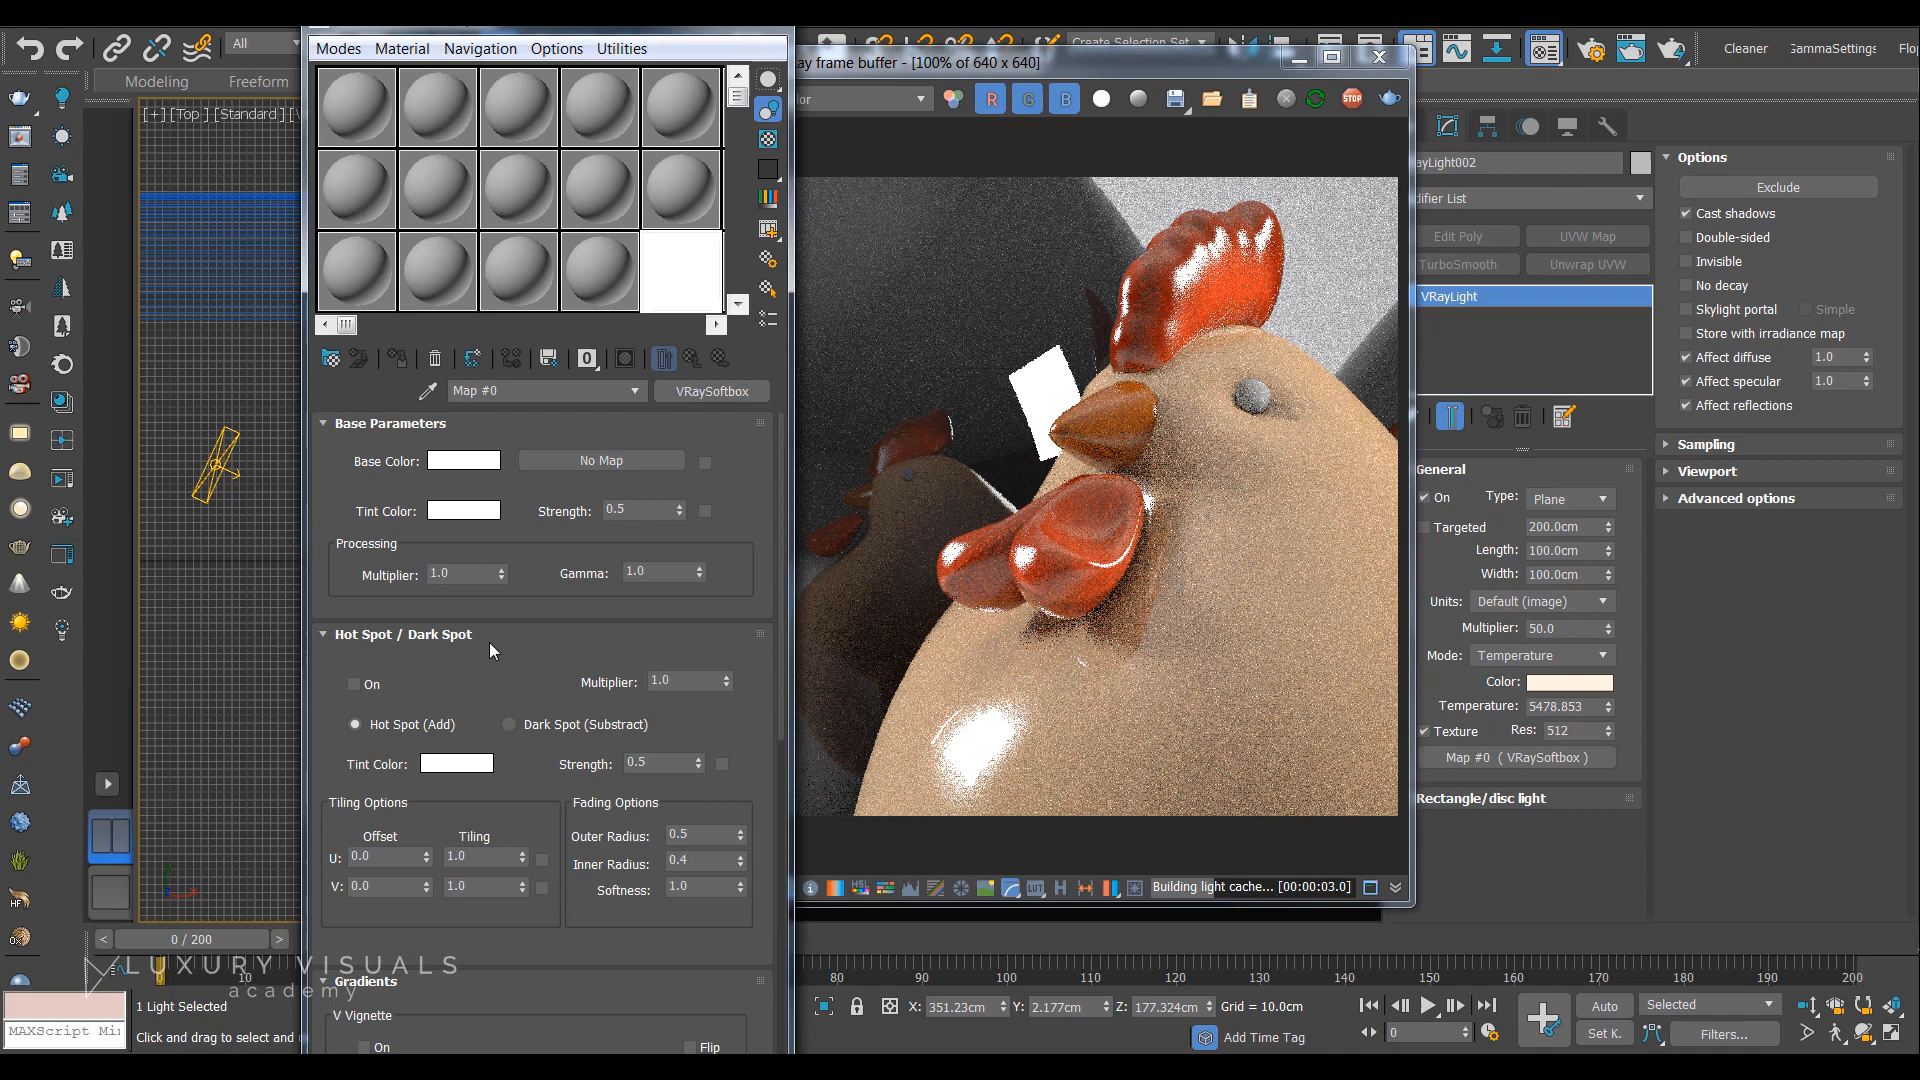 All
Create Selection Set
Cleaner
GammaSettings
Modes Material Navigation Options Utilities
ay frame buffer - [100% of 640 x 640]
Modeling
Freeform
R G B
STOP
[+] [Top] [Standard]
ayLight002
Options
Exclude
Cast shadows
Double-sided
Invisible
No decay
Skylight portal Simple
Store with irradiance map
Affect diffuse 1.0
Affect specular 1.0
Affect reflections
Sampling
Viewport
Advanced options
difier List
Edit Poly UVW Map
TurboSmooth Unwrap UVW
VRayLight
General
On Type: Plane
Targeted 200.0cm
Length: 100.0cm
Width: 100.0cm
Units: Default (image)
Multiplier: 50.0
Mode: Temperature
Color:
Temperature: 5478.853
Texture Res: 512
Map #0 ( VRaySoftbox )
Rectangle/disc light
0
Map #0 VRaySoftbox
Base Parameters
Base Color: No Map
Tint Color: Strength: 0.5
Processing
Multiplier: 1.0 Gamma: 1.0
Hot Spot / Dark Spot
On Multiplier: 1.0
Hot Spot (Add) Dark Spot (Substract)
Tint Color: Strength: 0.5
Tiling Options Fading Options
Offset Tiling Outer Radius: 0.5
U: 0.0 1.0 Inner Radius: 0.4
V: 0.0 1.0 Softness: 1.0
Gradients
V Vignette
On Flip
HSL LUT H Building light cache... [00:00:03.0]
HF
< 0 / 200 >
0 10 80 90 100 110 120 130 140 150 160 170 180 190 200
LUXURY VISUALS
academy
1 Light Selected
MAXScript Mi
Click and drag to select and
X: 351.23cm Y: 2.177cm Z: 177.324cm Grid = 10.0cm
Add Time Tag
0
Auto Selected
Set K. Filters...